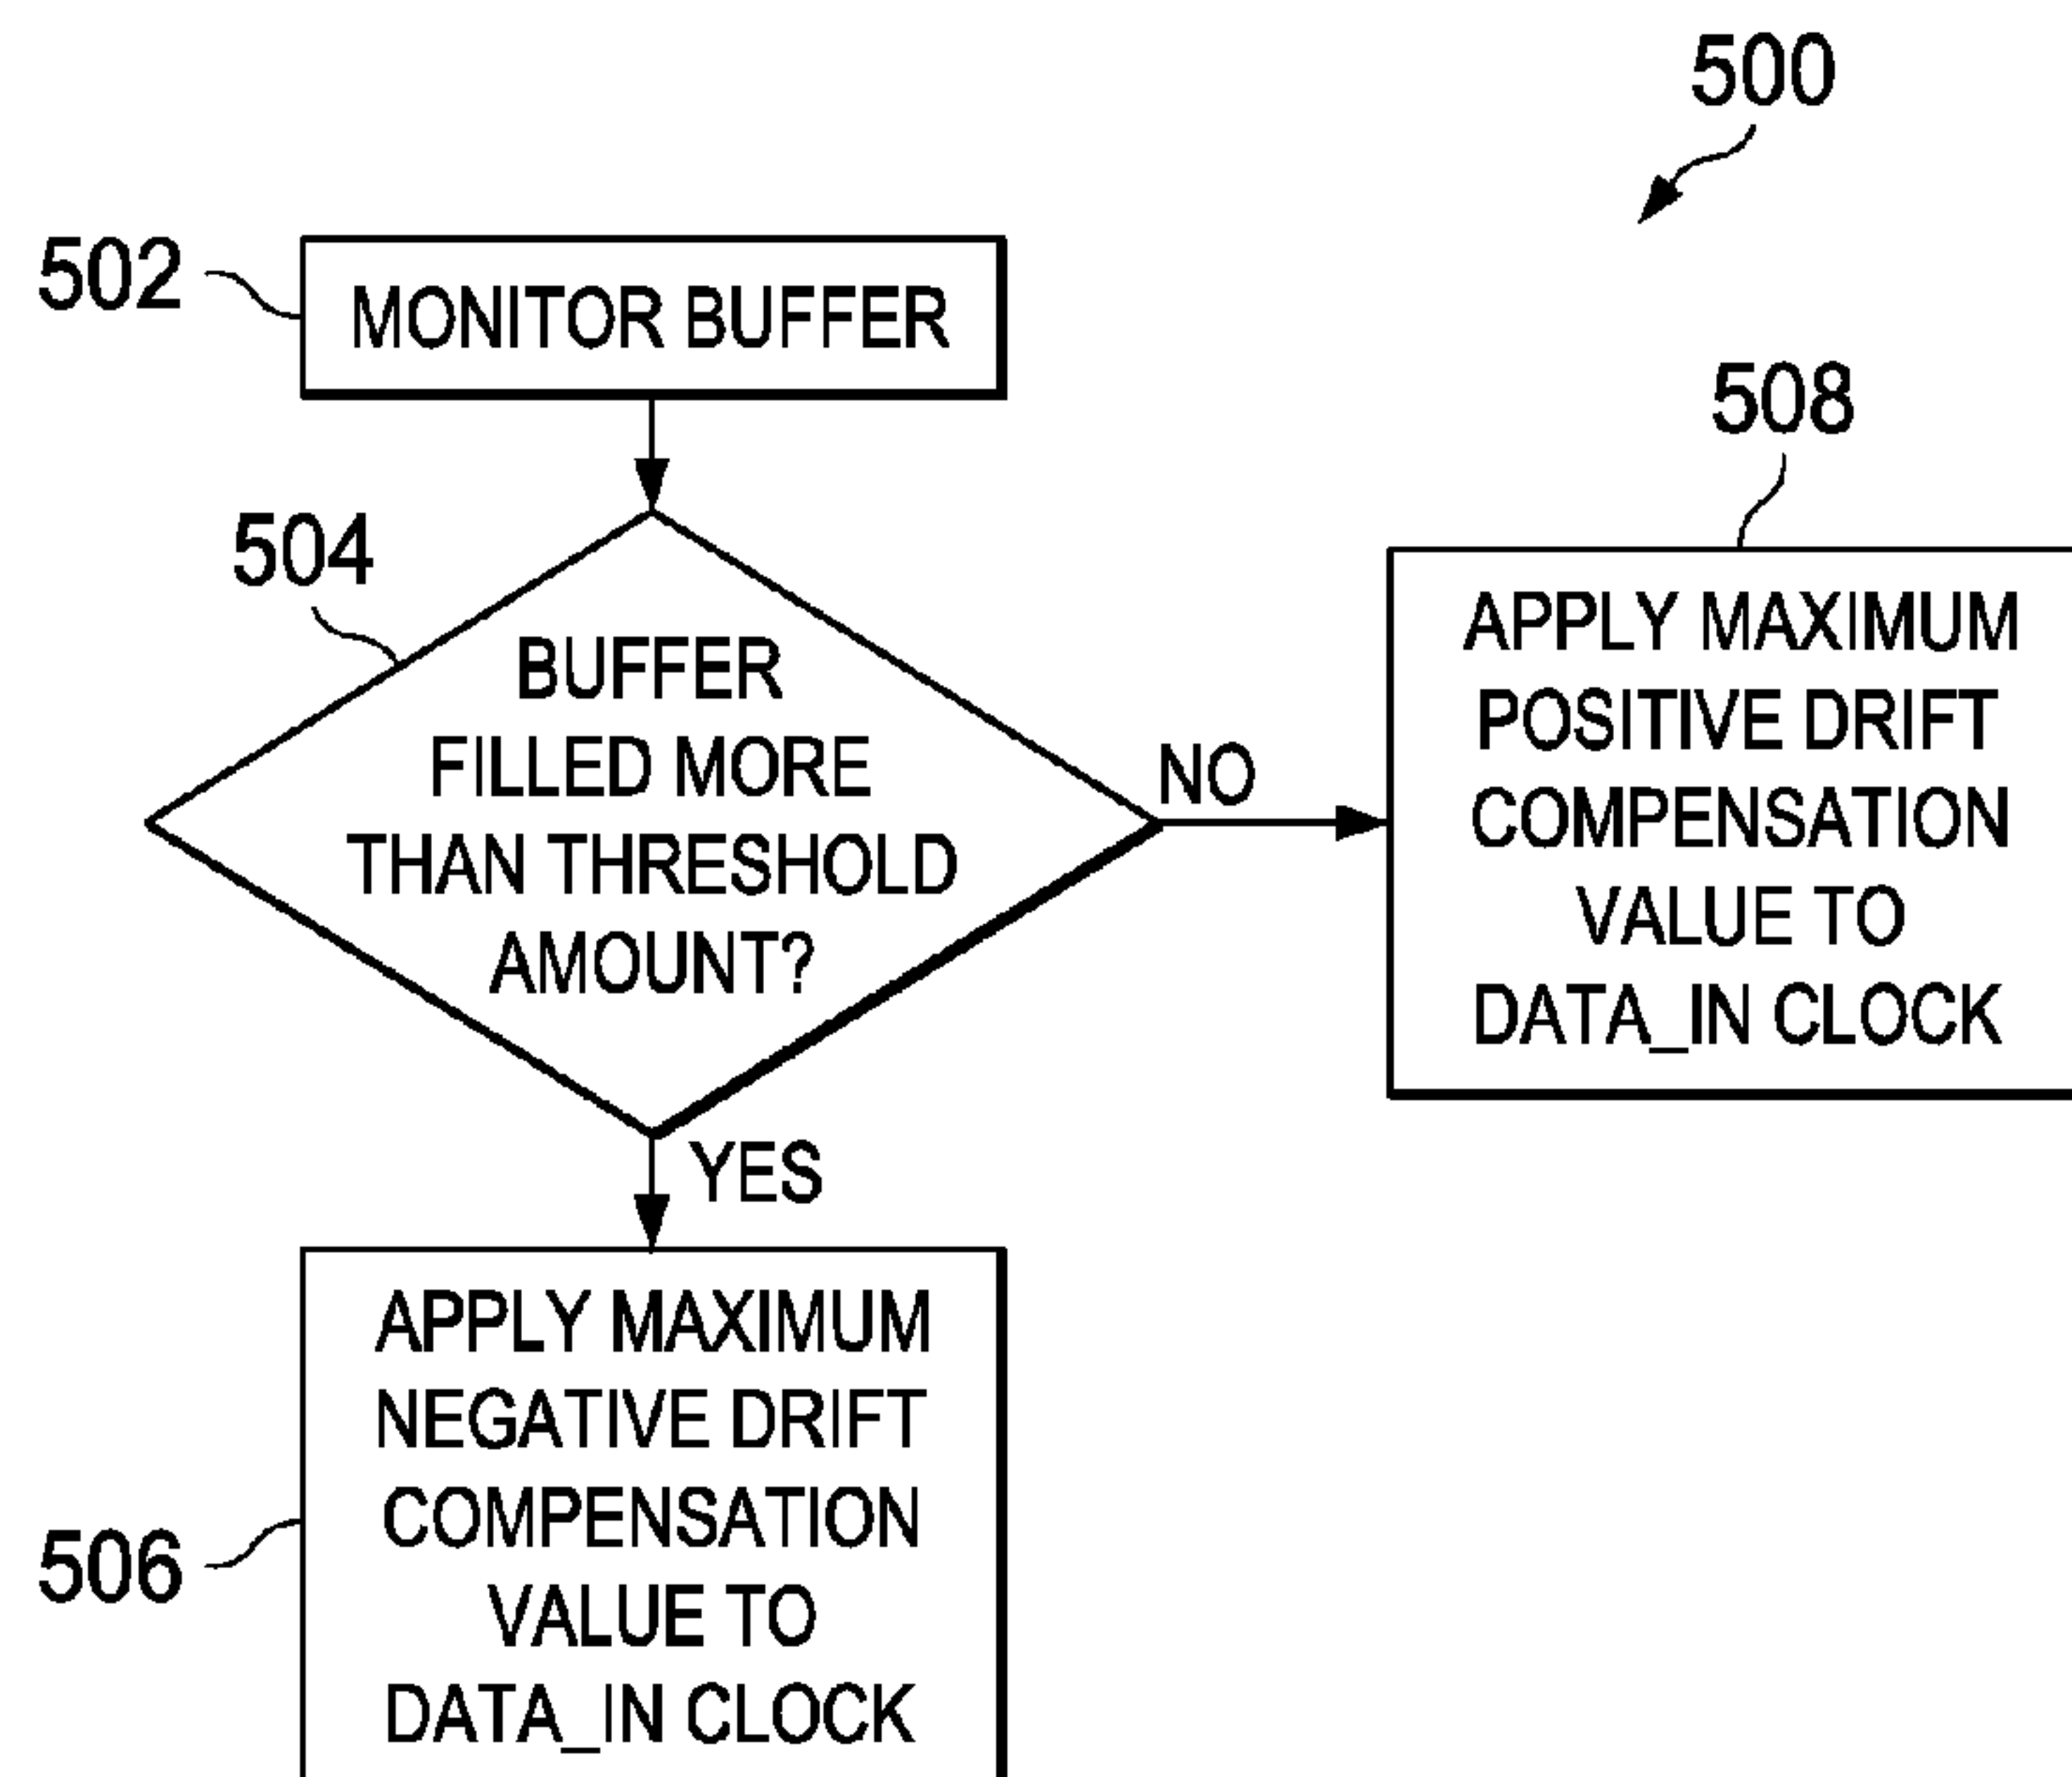 500
502
MONITOR BUFFER
508
504
BUFFER
FILLED MORE
THAN THRESHOLD
AMOUNT?
NO
APPLY MAXIMUM
POSITIVE DRIFT
COMPENSATION
VALUE TO
DATA_IN CLOCK
YES
506
APPLY MAXIMUM
NEGATIVE DRIFT
COMPENSATION
VALUE TO
DATA_IN CLOCK